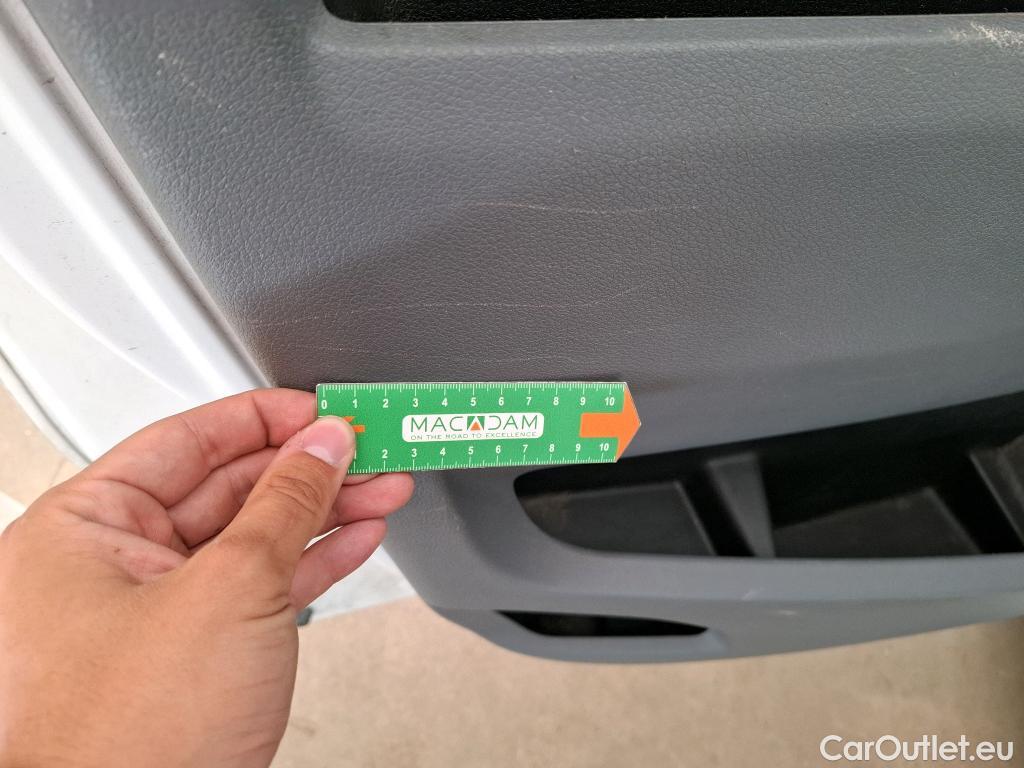 0 1 2 3 4 5 6 7 8 9 10
MACADAM
ON THE ROAD TO EXCELLENCE
2 3 4 5 6 7 8 9 10
CarOutlet.eu